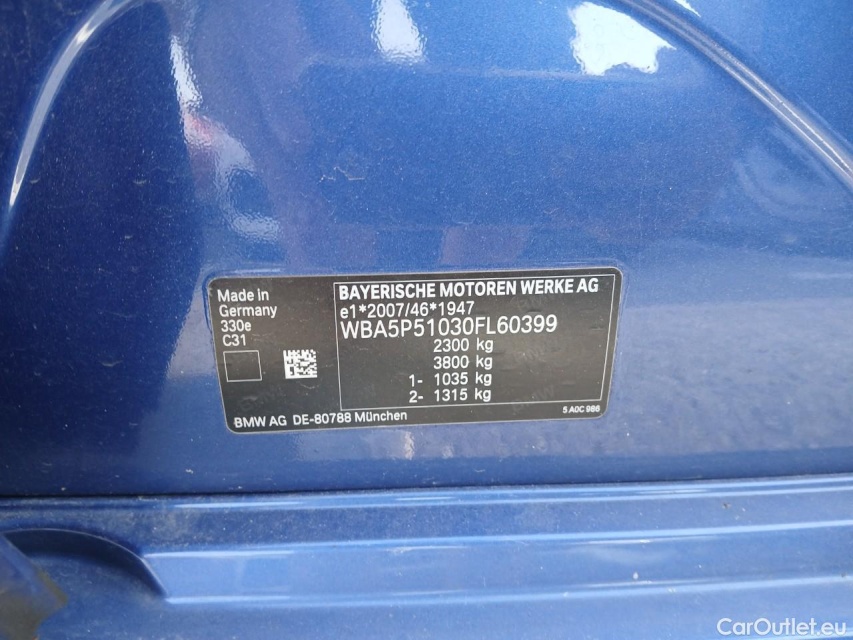 Made in
Germany
330e
C31
BAYERISCHE MOTOREN WERKE AG
e1*2007/46*1947
WBA5P51030FL60399
2300 kg
3800 kg
1- 1035 kg
2- 1315 kg
BMW AG DE-80788 München
5 A0C 986
CarOutlet.eu